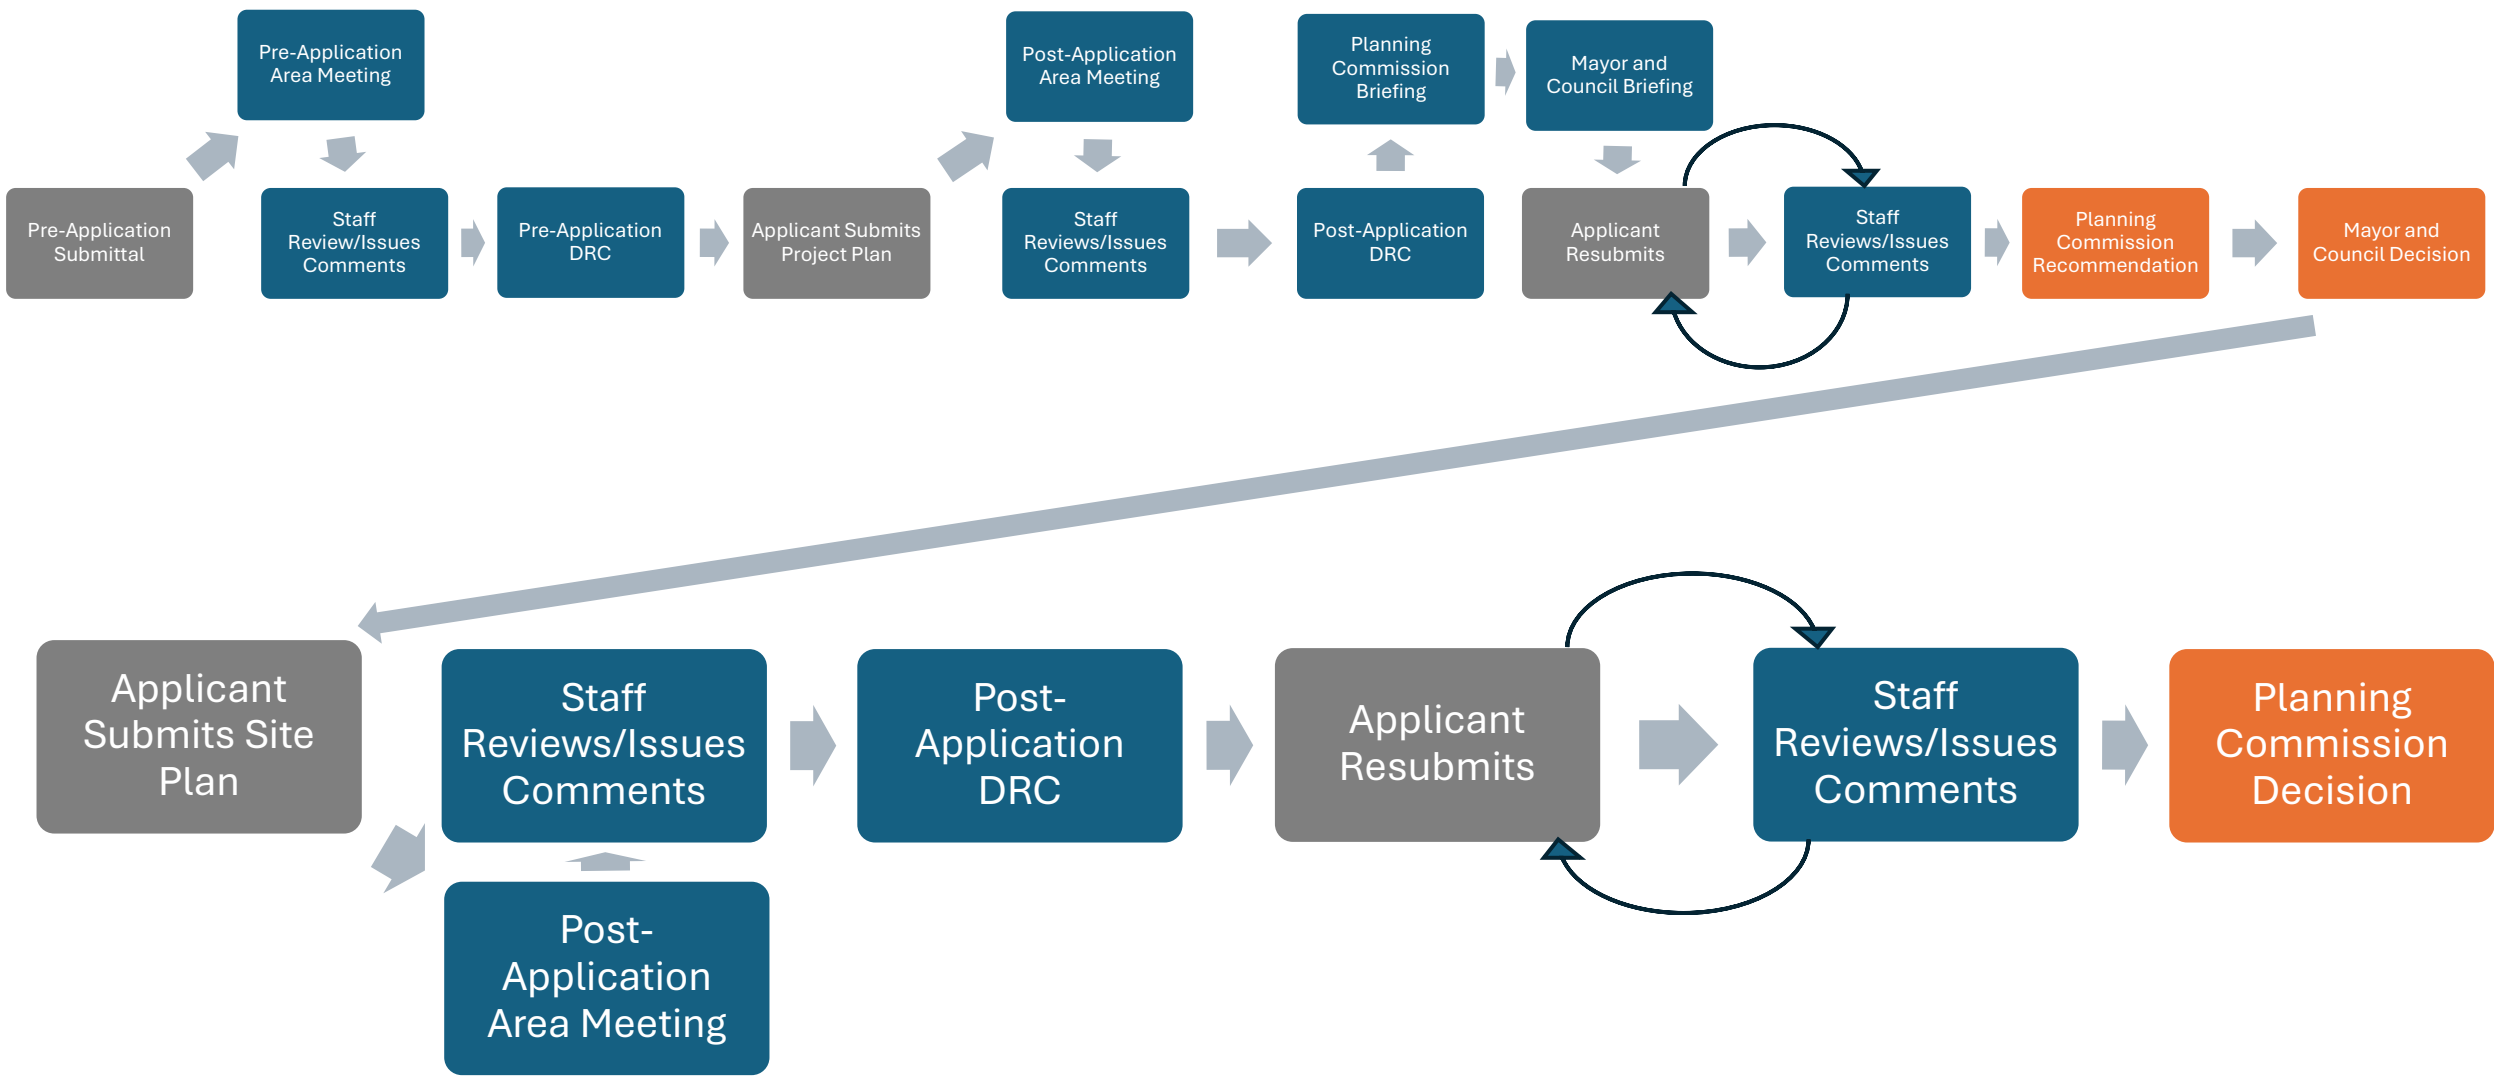 Pre-Application
Submittal
Pre-Application
Area Meeting
Staff
Review/Issues
Comments
Pre-Application
DRC
Applicant Submits
Project Plan
Post-Application
Area Meeting
Staff
Reviews/Issues
Comments
Post-Application
DRC
Planning
Commission
Briefing
Mayor and
Council Briefing
Applicant
Resubmits
Staff
Reviews/Issues
Comments
Planning
Commission
Recommendation
Mayor and
Council Decision
Applicant
Submits Site
Plan
Post-
Application
Area Meeting
Staff
Reviews/Issues
Comments
Post-
Application
DRC
Applicant
Resubmits
Staff
Reviews/Issues
Comments
Planning
Commission
Decision